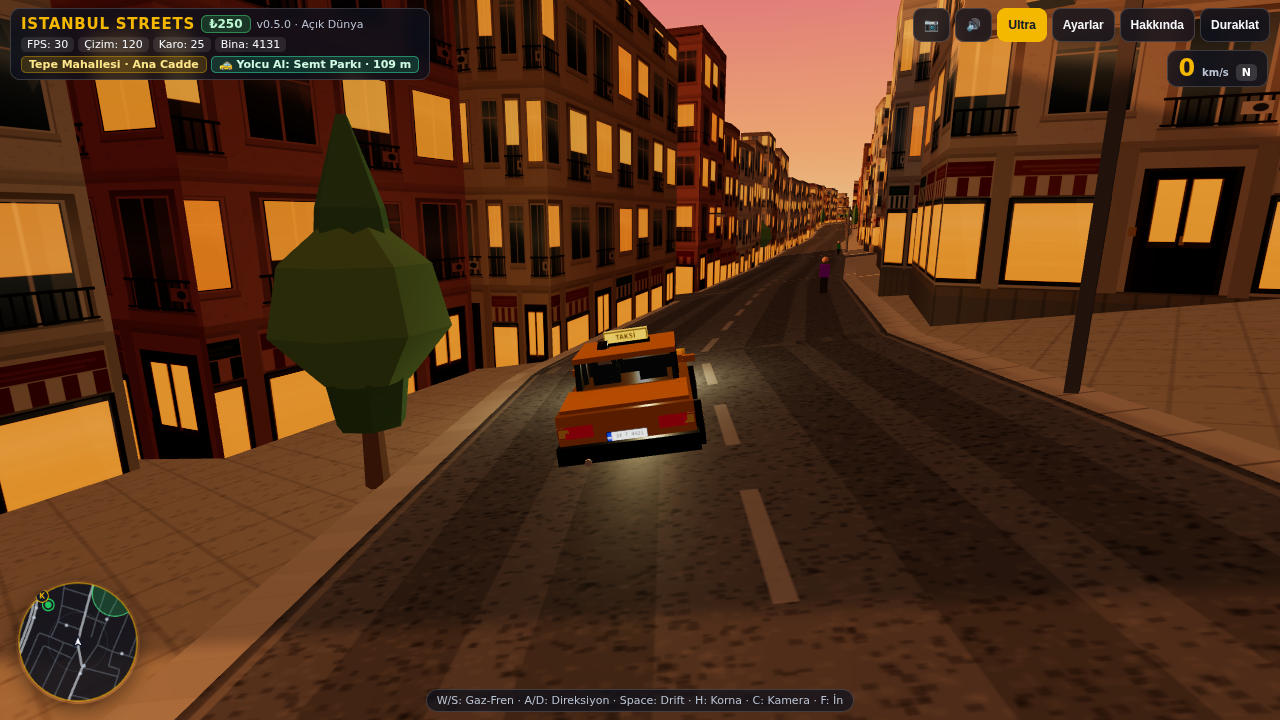 ISTANBUL STREETS ₺250 v0.5.0 · Açık Dünya
FPS: 30 Çizim: 120 Karo: 25 Bina: 4131
Tepe Mahallesi · Ana Cadde 🚕 Yolcu Al: Semt Parkı · 109 m
Ultra Ayarlar Hakkında Duraklat
0 km/s N
TAKSİ
K
W/S: Gaz-Fren · A/D: Direksiyon · Space: Drift · H: Korna · C: Kamera · F: İn